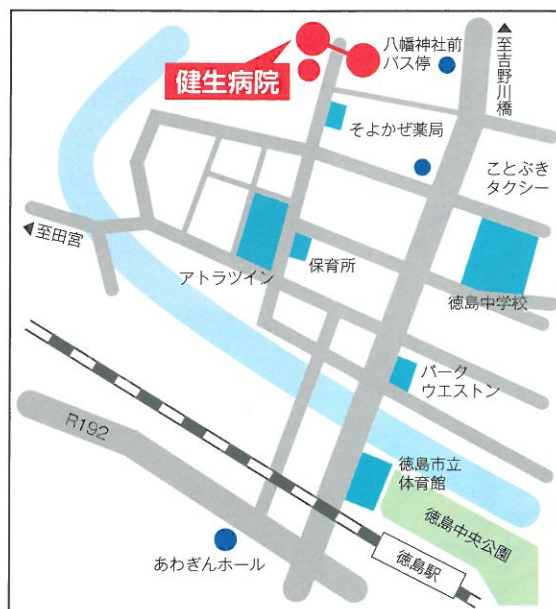 八幡神社前
バス停
▲至吉野川橋
健生病院
そよかぜ薬局
ことぶき
タクシー
◀至田宮
アトラツイン
保育所
徳島中学校
パーク
ウエストン
R192
徳島市立
体育館
徳島中央公園
あわぎんホール
徳島駅